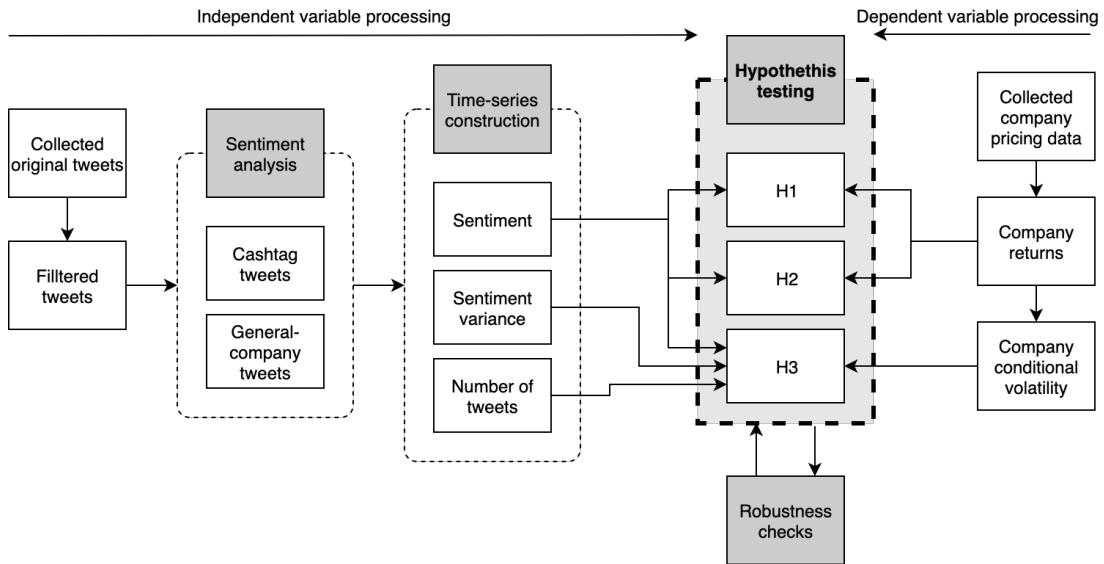 Independent variable processing
Dependent variable processing
Collected
original tweets
Filltered
tweets
Sentiment
analysis
Cashtag
tweets
General-
company
tweets
Time-series
construction
Sentiment
Sentiment
variance
Number of
tweets
Hypothethis
testing
H1
H2
H3
Robustness
checks
Collected
company
pricing data
Company
returns
Company
conditional
volatility